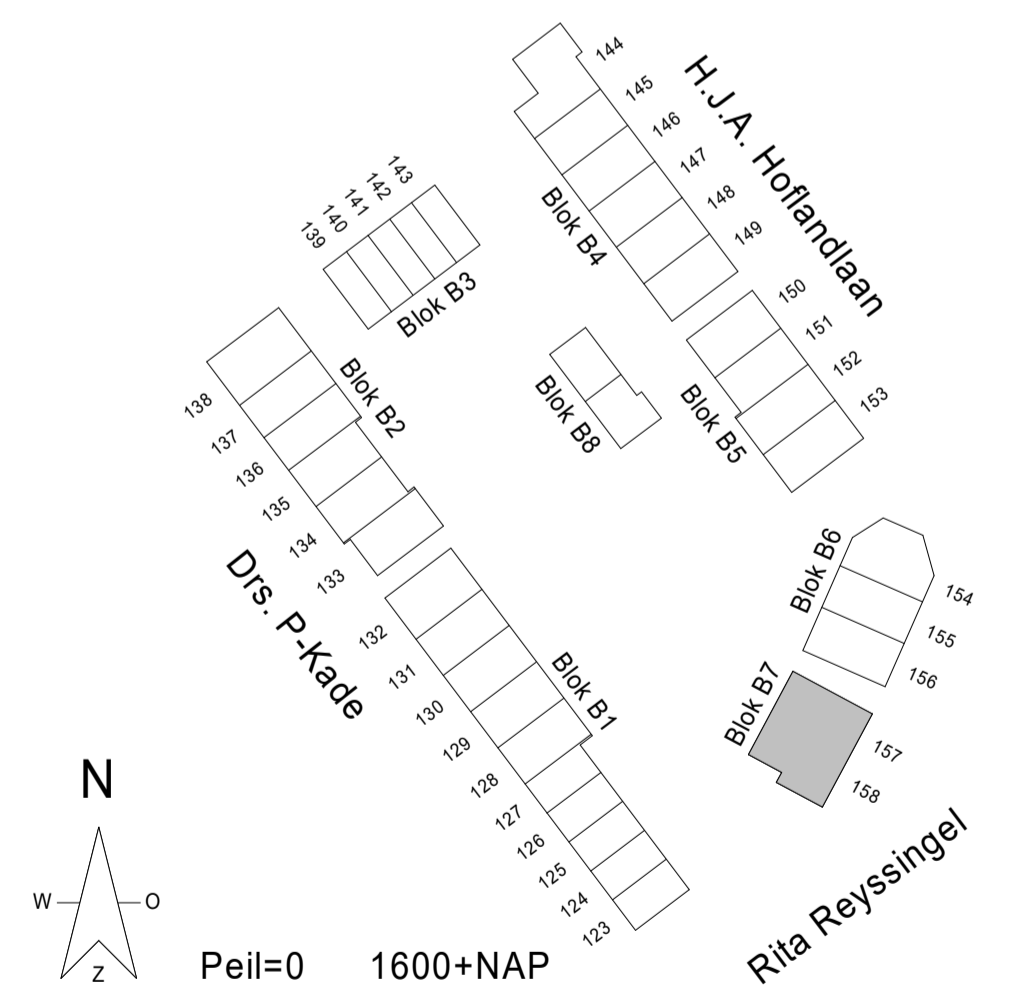 144
145
146
147
148
149
H.J.A. Hoflandlaan
Blok B4
143
142
141
140
139
Blok B3
150
151
152
153
Blok B5
Blok B8
Blok B2
138
137
136
135
134
133
Drs. P-Kade
132
131
130
129
128
127
126
125
124
123
Blok B1
Blok B6
154
155
156
Blok B7
157
158
Rita Reyssingel
N
W
O
Z
Peil=0 1600+NAP